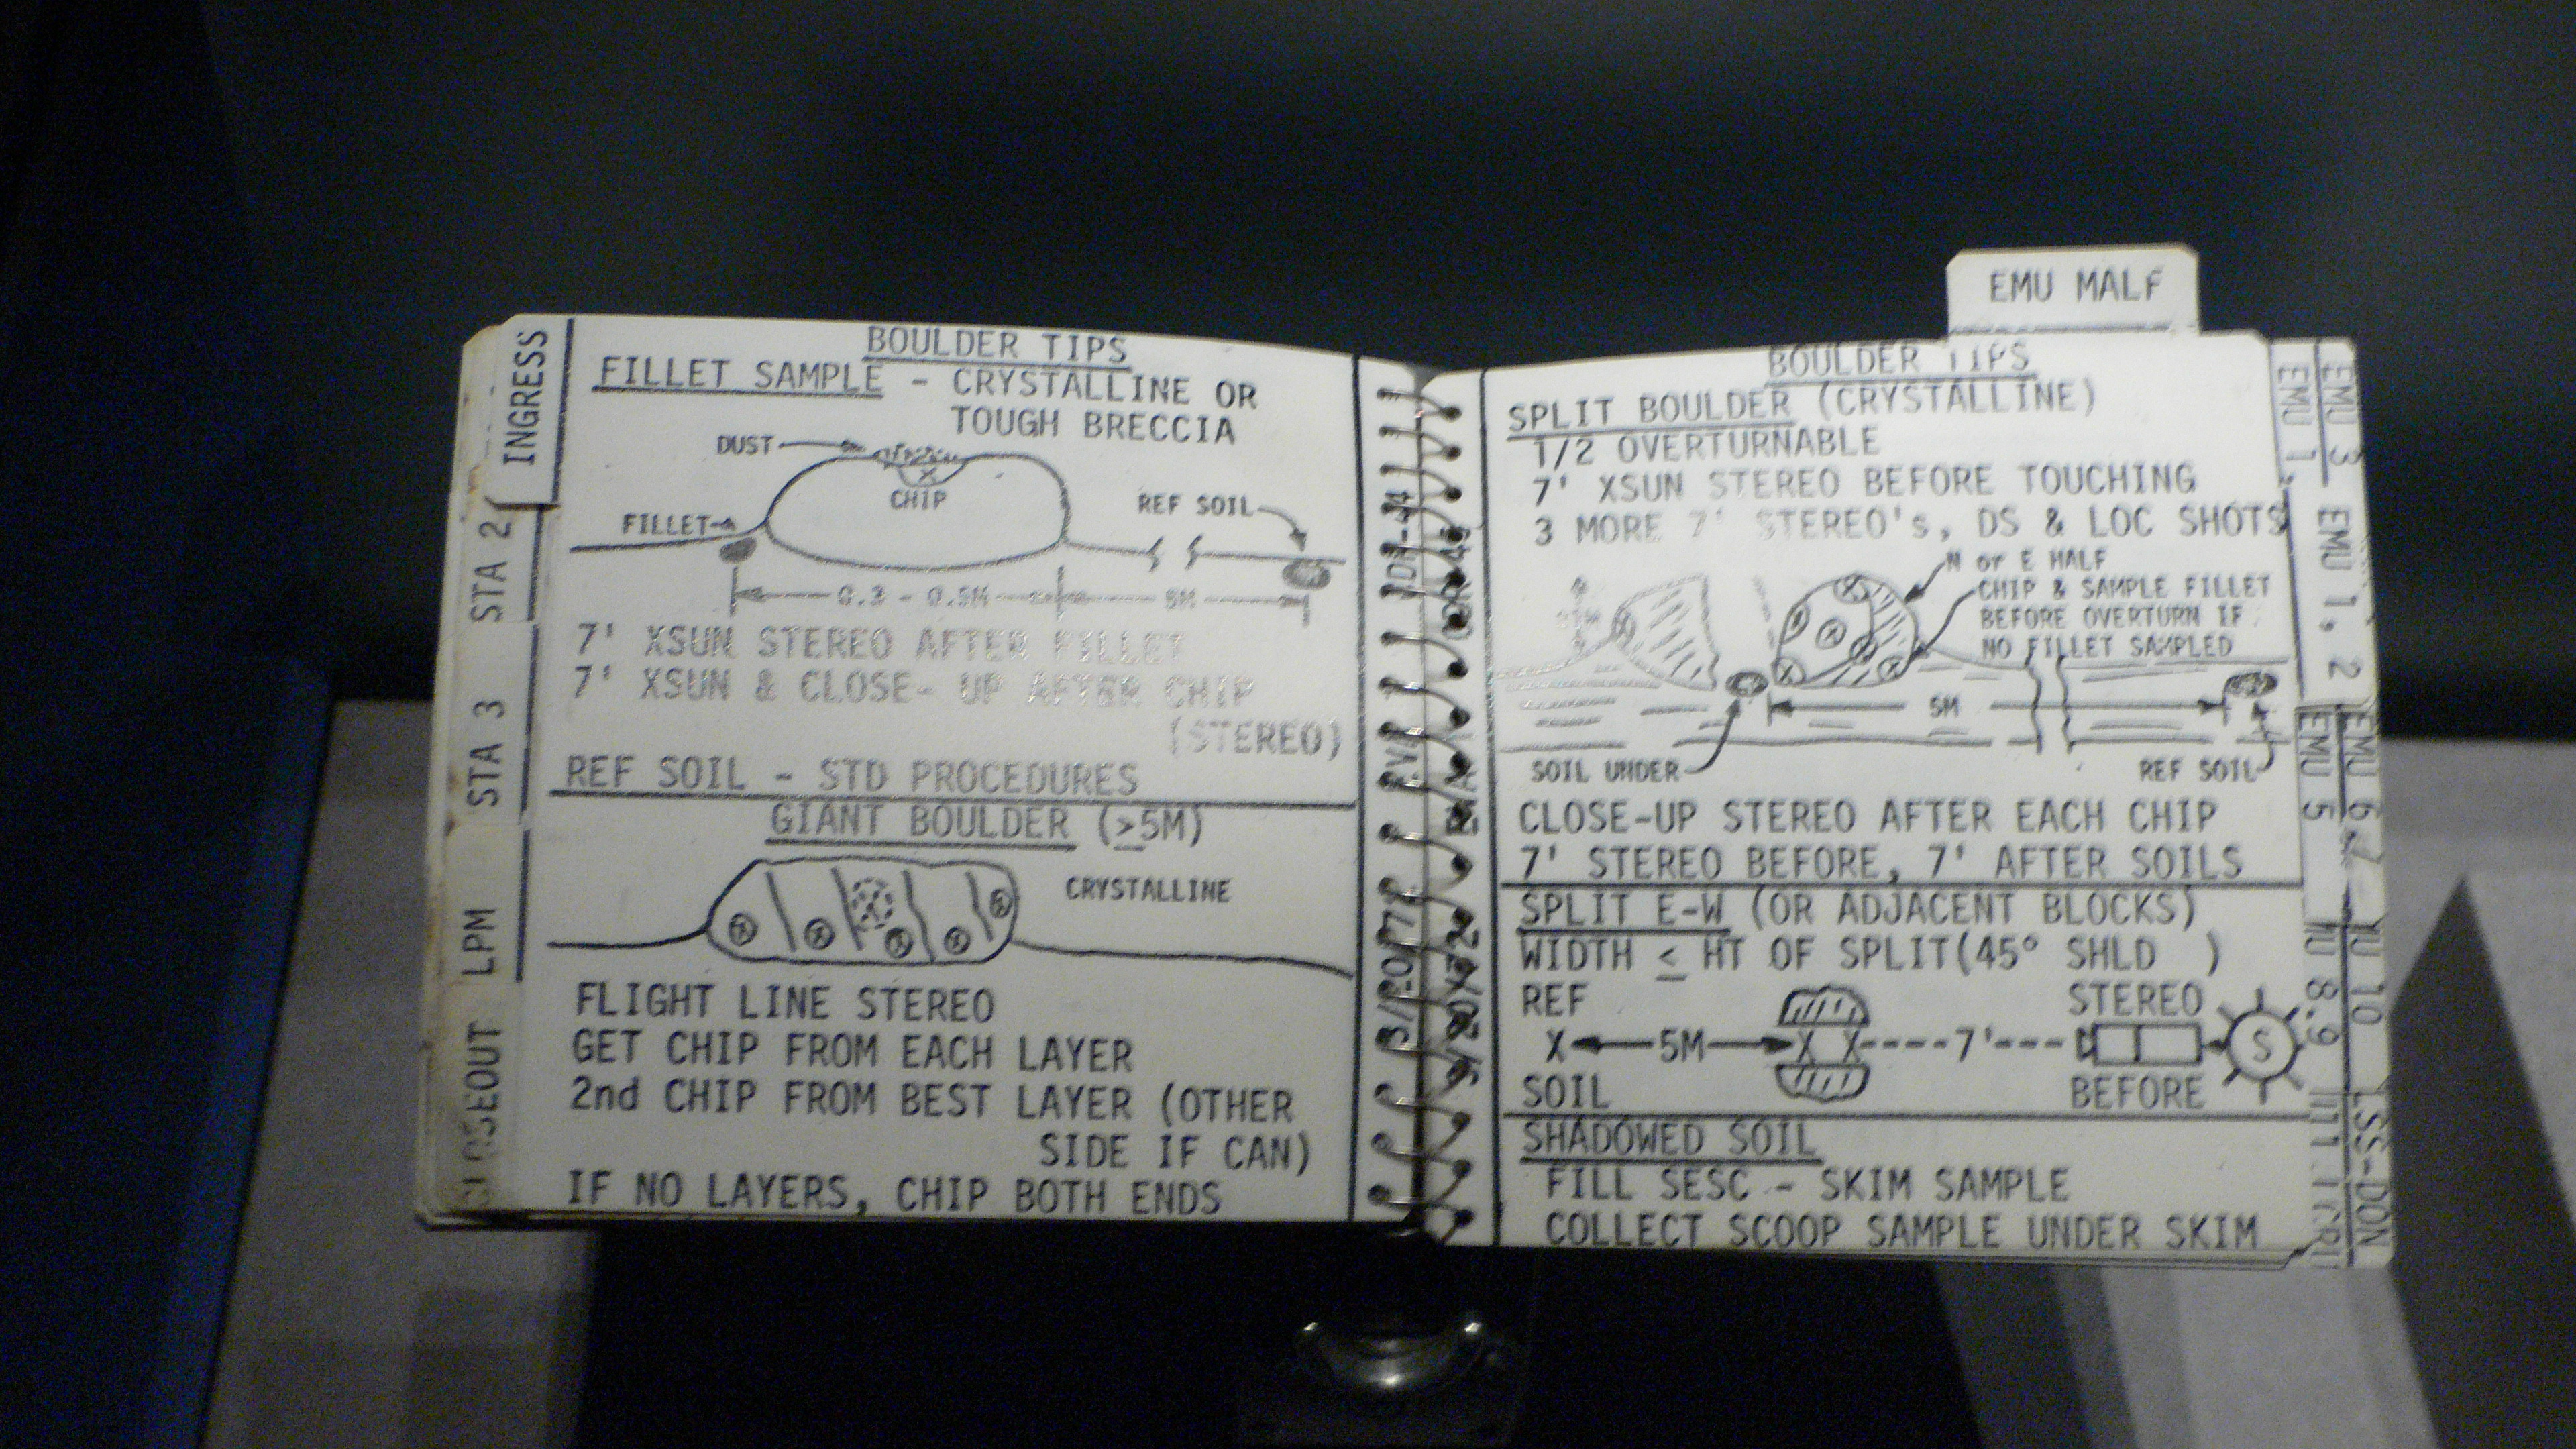 BOULDER TIPS
FILLET SAMPLE - CRYSTALLINE OR
TOUGH BRECCIA
DUST
CHIP
FILLET
REF SOIL
5M
7' XSUN STEREO AFTER FILLET
7' XSUN & CLOSE-UP AFTER CHIP
(STEREO)
REF SOIL - STD PROCEDURES
GIANT BOULDER (≥5M)
CRYSTALLINE
FLIGHT LINE STEREO
GET CHIP FROM EACH LAYER
2nd CHIP FROM BEST LAYER (OTHER
SIDE IF CAN)
IF NO LAYERS, CHIP BOTH ENDS
INGRESS
STA 2
STA 3
LPM
CLOSEOUT
EMU MALF
BOULDER TIPS
SPLIT BOULDER (CRYSTALLINE)
1/2 OVERTURNABLE
7' XSUN STEREO BEFORE TOUCHING
3 MORE 7' STEREO's, DS & LOC SHOTS
N or E HALF
CHIP & SAMPLE FILLET
BEFORE OVERTURN IF
NO FILLET SAMPLED
5M
SOIL UNDER
REF SOIL
CLOSE-UP STEREO AFTER EACH CHIP
7' STEREO BEFORE, 7' AFTER SOILS
SPLIT E-W (OR ADJACENT BLOCKS)
WIDTH ≤ HT OF SPLIT(45° SHLD )
REF STEREO
X 5M X X 7' S
SOIL BEFORE
SHADOWED SOIL
FILL SESC - SKIM SAMPLE
COLLECT SCOOP SAMPLE UNDER SKIM
EMU 3
EMU 1,
EMU 1, 2
EMU 6
EMU 5
MU 10
MU 8.9
LSS-DON